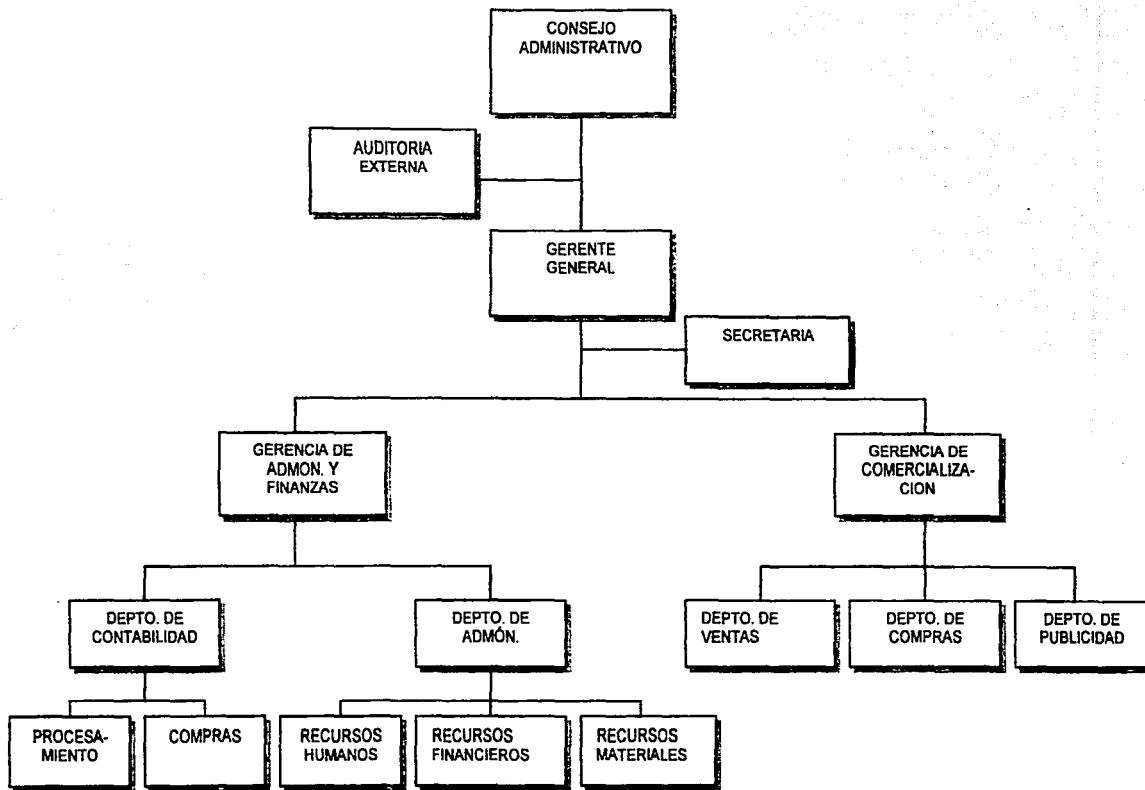 CONSEJO
ADMINISTRATIVO
AUDITORIA
EXTERNA
GERENTE
GENERAL
SECRETARIA
GERENCIA DE
ADMON. Y
FINANZAS
GERENCIA DE
COMERCIALIZA-
CION
DEPTO. DE
CONTABILIDAD
DEPTO. DE
ADMÓN.
DEPTO. DE
VENTAS
DEPTO. DE
COMPRAS
DEPTO. DE
PUBLICIDAD
PROCESA-
MIENTO
COMPRAS
RECURSOS
HUMANOS
RECURSOS
FINANCIEROS
RECURSOS
MATERIALES